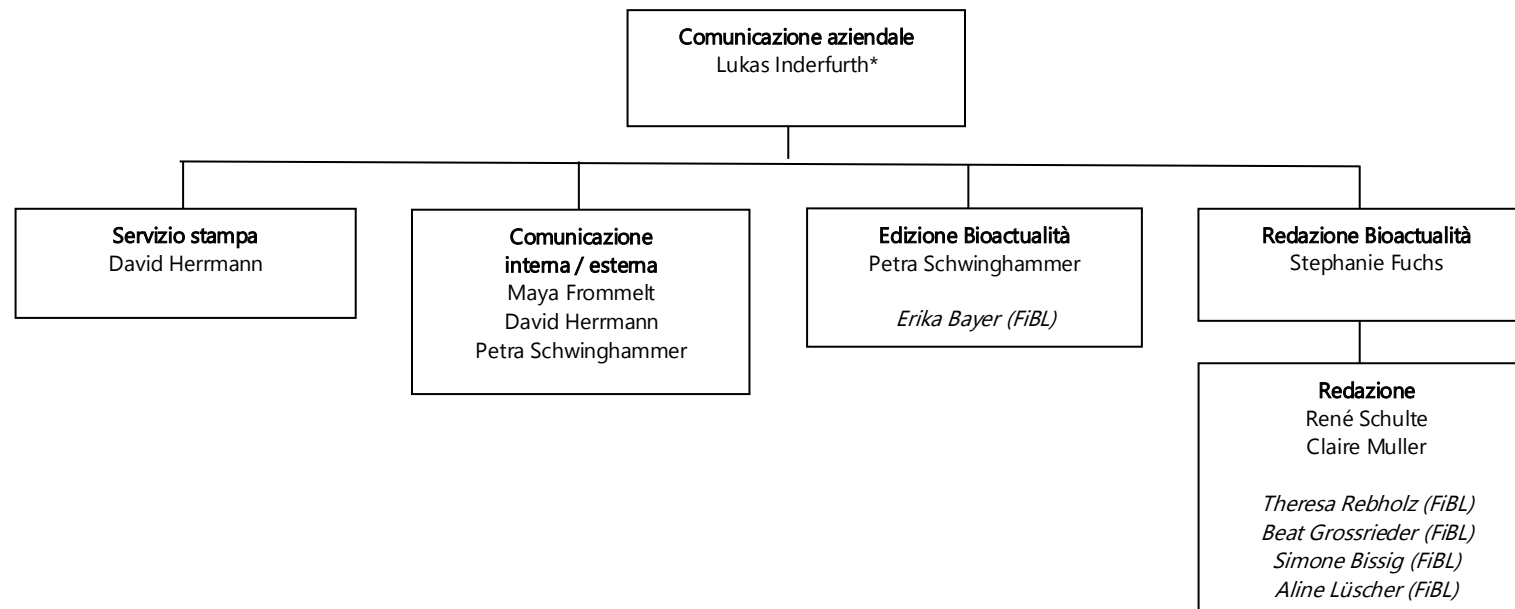 Comunicazione aziendale
Lukas Inderfurth*
Servizio stampa
David Herrmann
Comunicazione
interna / esterna
Maya Frommelt
David Herrmann
Petra Schwinghammer
Edizione Bioactualità
Petra Schwinghammer
Erika Bayer (FiBL)
Redazione Bioactualità
Stephanie Fuchs
Redazione
René Schulte
Claire Muller
Theresa Rebholz (FiBL)
Beat Grossrieder (FiBL)
Simone Bissig (FiBL)
Aline Lüscher (FiBL)